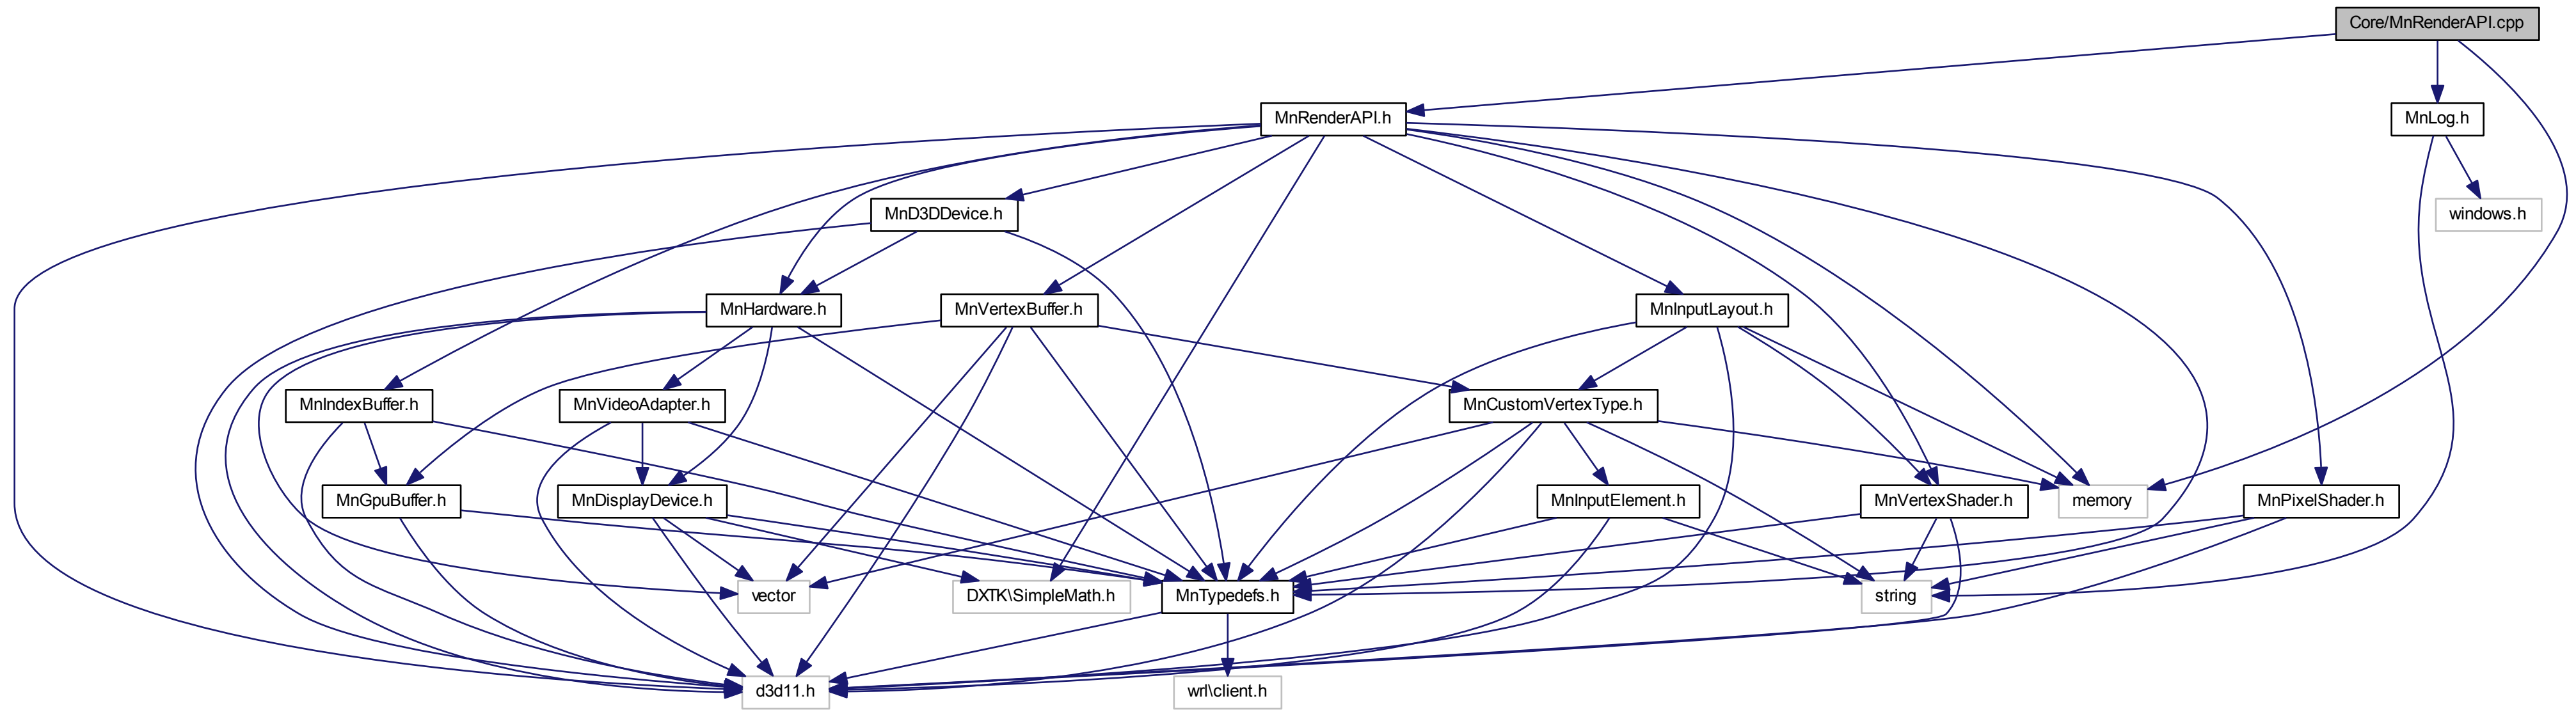 Core/MnRenderAPI.cpp
MnRenderAPI.h
MnLog.h
MnD3DDevice.h
windows.h
MnHardware.h
MnVertexBuffer.h
MnInputLayout.h
MnIndexBuffer.h
MnVideoAdapter.h
MnCustomVertexType.h
MnGpuBuffer.h
MnDisplayDevice.h
MnInputElement.h
MnVertexShader.h
memory
MnPixelShader.h
vector
DXTK\SimpleMath.h
MnTypedefs.h
string
d3d11.h
wrl\client.h